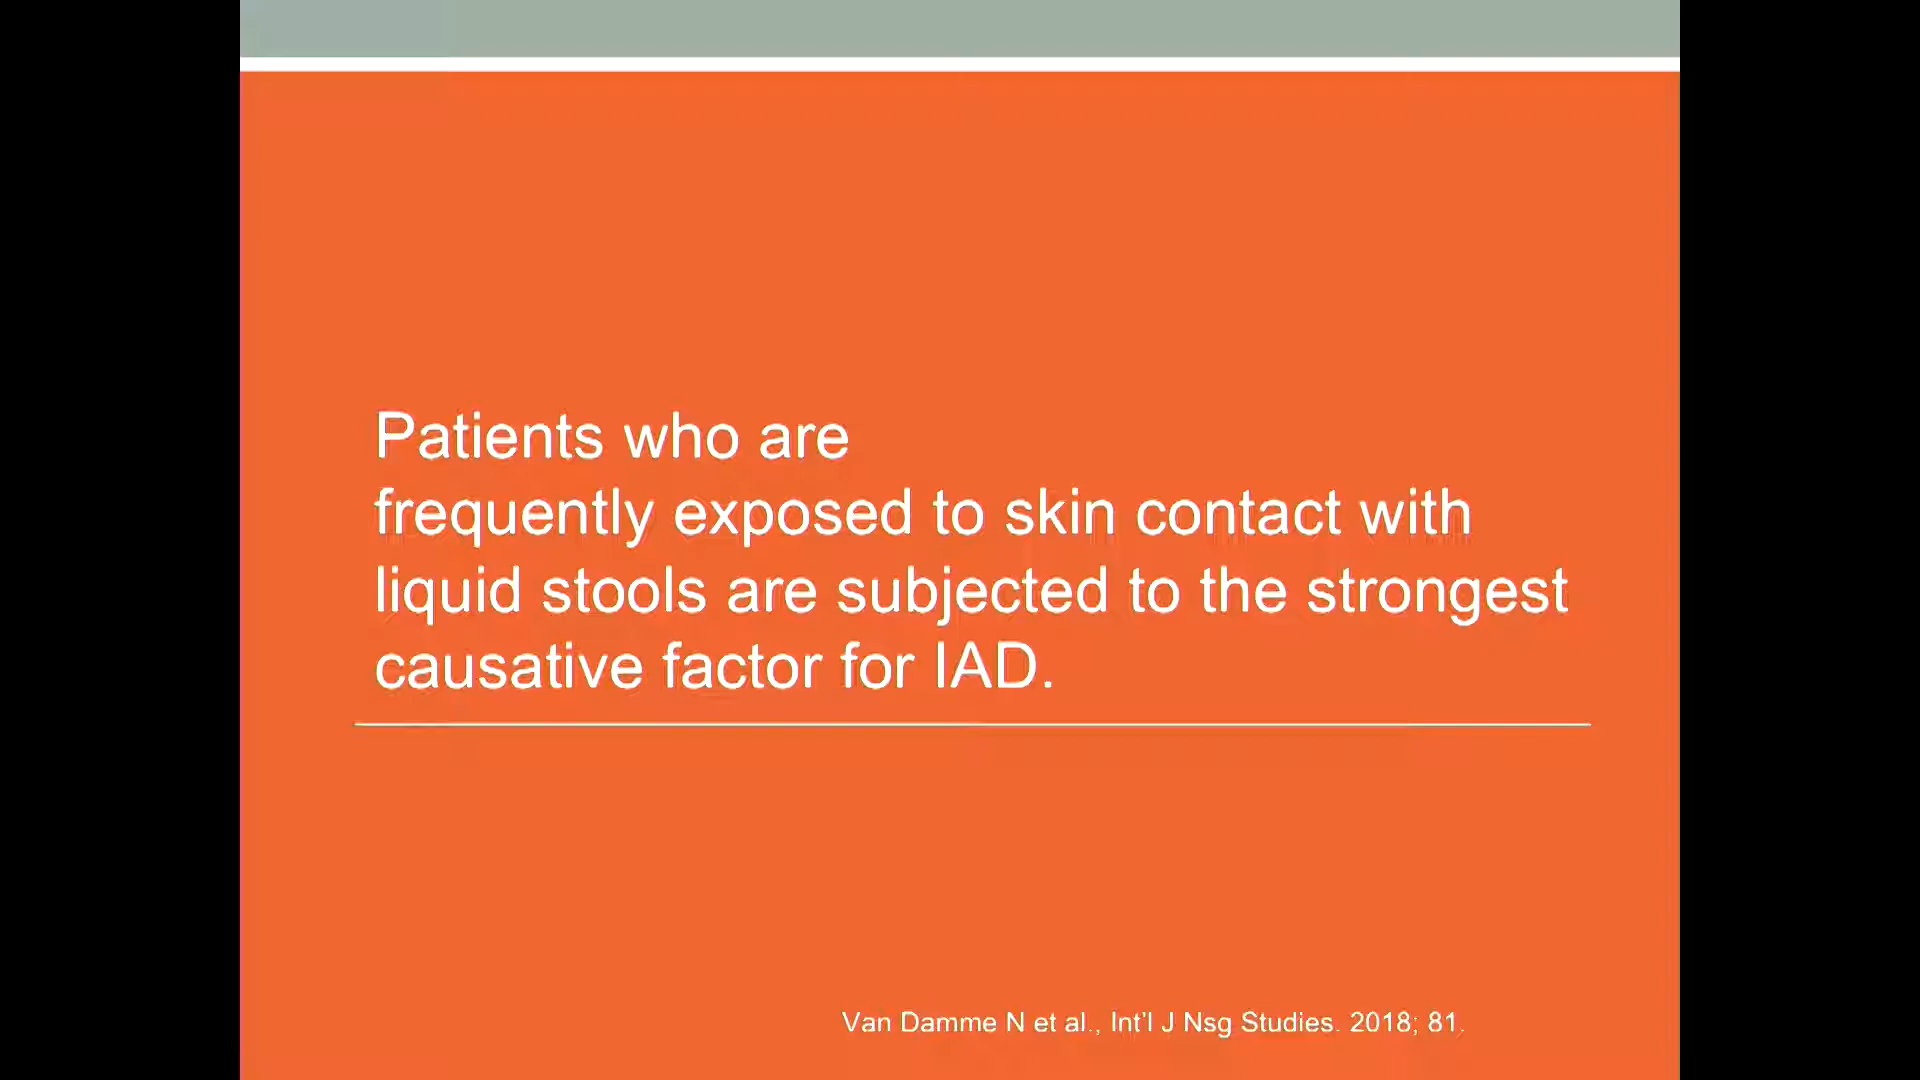 Patients who are
frequently exposed to skin contact with
liquid stools are subjected to the strongest
causative factor for IAD.
Van Damme N et al., Int'l J Nsg Studies. 2018; 81.